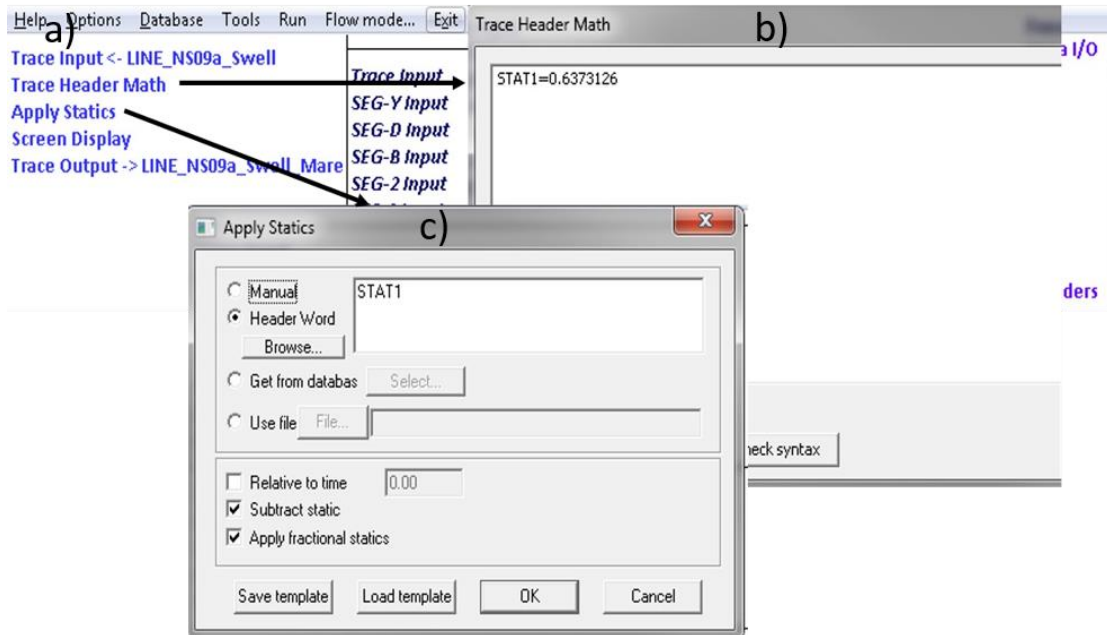 Help Options Database Tools Run Flow mode... Exit
a)
Trace Input <- LINE_NS09a_Swell
Trace Header Math
Apply Statics
Screen Display
Trace Output -> LINE_NS09a_Swell_Mare
Trace Input
SEG-Y Input
SEG-D Input
SEG-B Input
SEG-2 Input
Trace Header Math
b)
a I/O
STAT1=0.6373126
ders
heck syntax
Apply Statics
c)
Manual
STAT1
Header Word
Browse...
Get from databas Select...
Use file File...
Relative to time 0.00
Subtract static
Apply fractional statics
Save template Load template OK Cancel